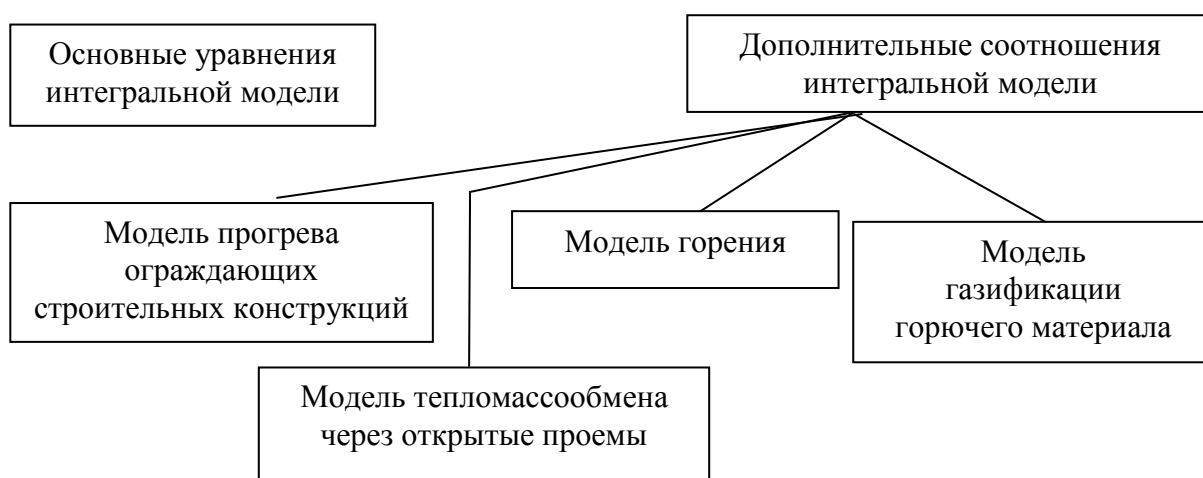 Основные уравнения
интегральной модели
Дополнительные соотношения
интегральной модели
Модель прогрева
ограждающих
строительных конструкций
Модель горения
Модель
газификации
горючего материала
Модель тепломассообмена
через открытые проемы